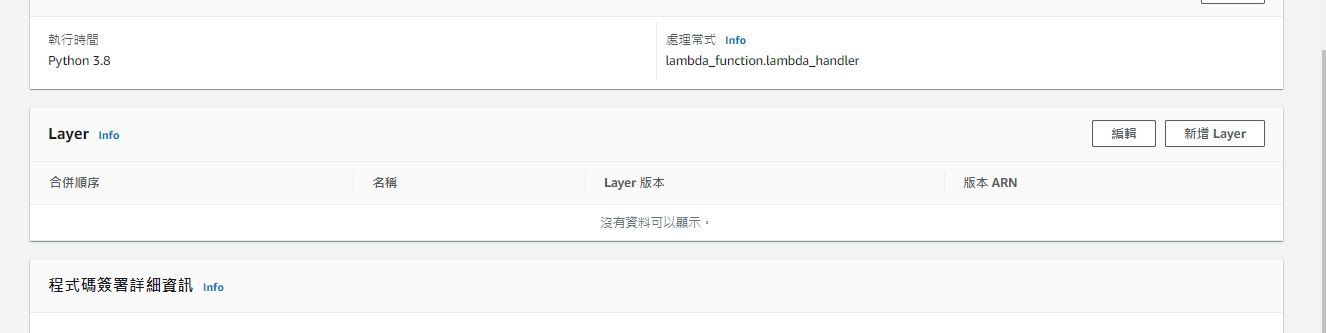 執行時間
Python 3.8
處理常式 Info
lambda_function.lambda_handler
Layer Info
編輯
新增 Layer
合併順序 名稱 Layer 版本 版本 ARN
沒有資料可以顯示。
程式碼簽署詳細資訊 Info